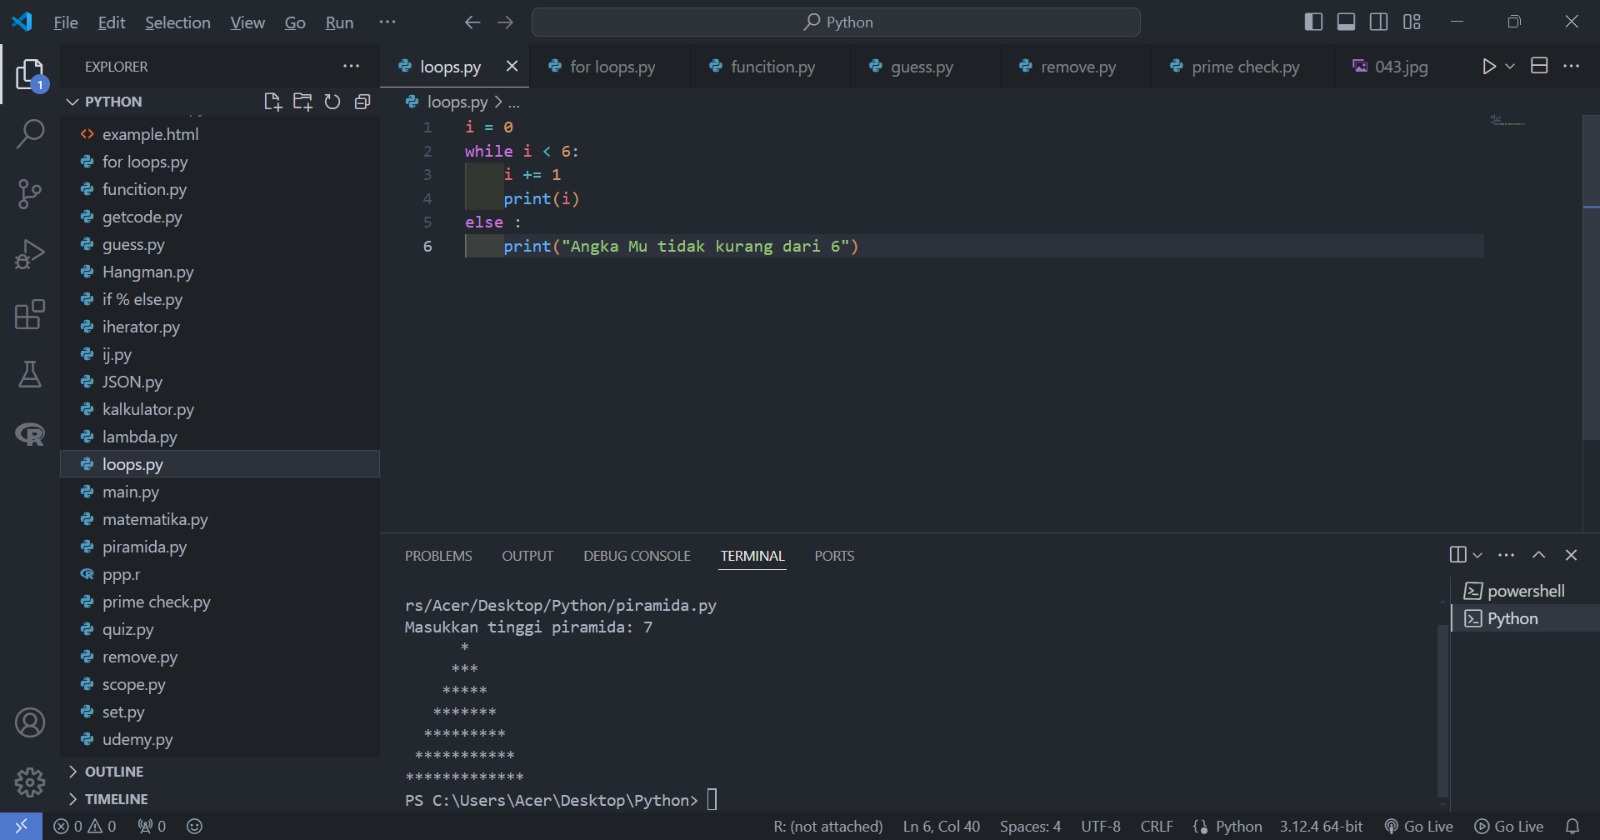 File Edit Selection View Go Run ··· ← → Python
EXPLORER ···
PYTHON
example.html
for loops.py
funcition.py
getcode.py
guess.py
Hangman.py
if % else.py
iherator.py
ij.py
JSON.py
kalkulator.py
lambda.py
loops.py
main.py
matematika.py
piramida.py
ppp.r
prime check.py
quiz.py
remove.py
scope.py
set.py
udemy.py
OUTLINE
TIMELINE
1
loops.py for loops.py funcition.py guess.py remove.py prime check.py 043.jpg ···
loops.py > ...
1 i = 0
2 while i < 6:
3     i += 1
4     print(i)
5 else :
6     print("Angka Mu tidak kurang dari 6")
PROBLEMS OUTPUT DEBUG CONSOLE TERMINAL PORTS ···
rs/Acer/Desktop/Python/piramida.py
Masukkan tinggi piramida: 7
      *
     ***
    *****
   *******
  *********
 ***********
*************
PS C:\Users\Acer\Desktop\Python>
powershell
Python
0 0 0 R: (not attached) Ln 6, Col 40 Spaces: 4 UTF-8 CRLF Python 3.12.4 64-bit Go Live Go Live